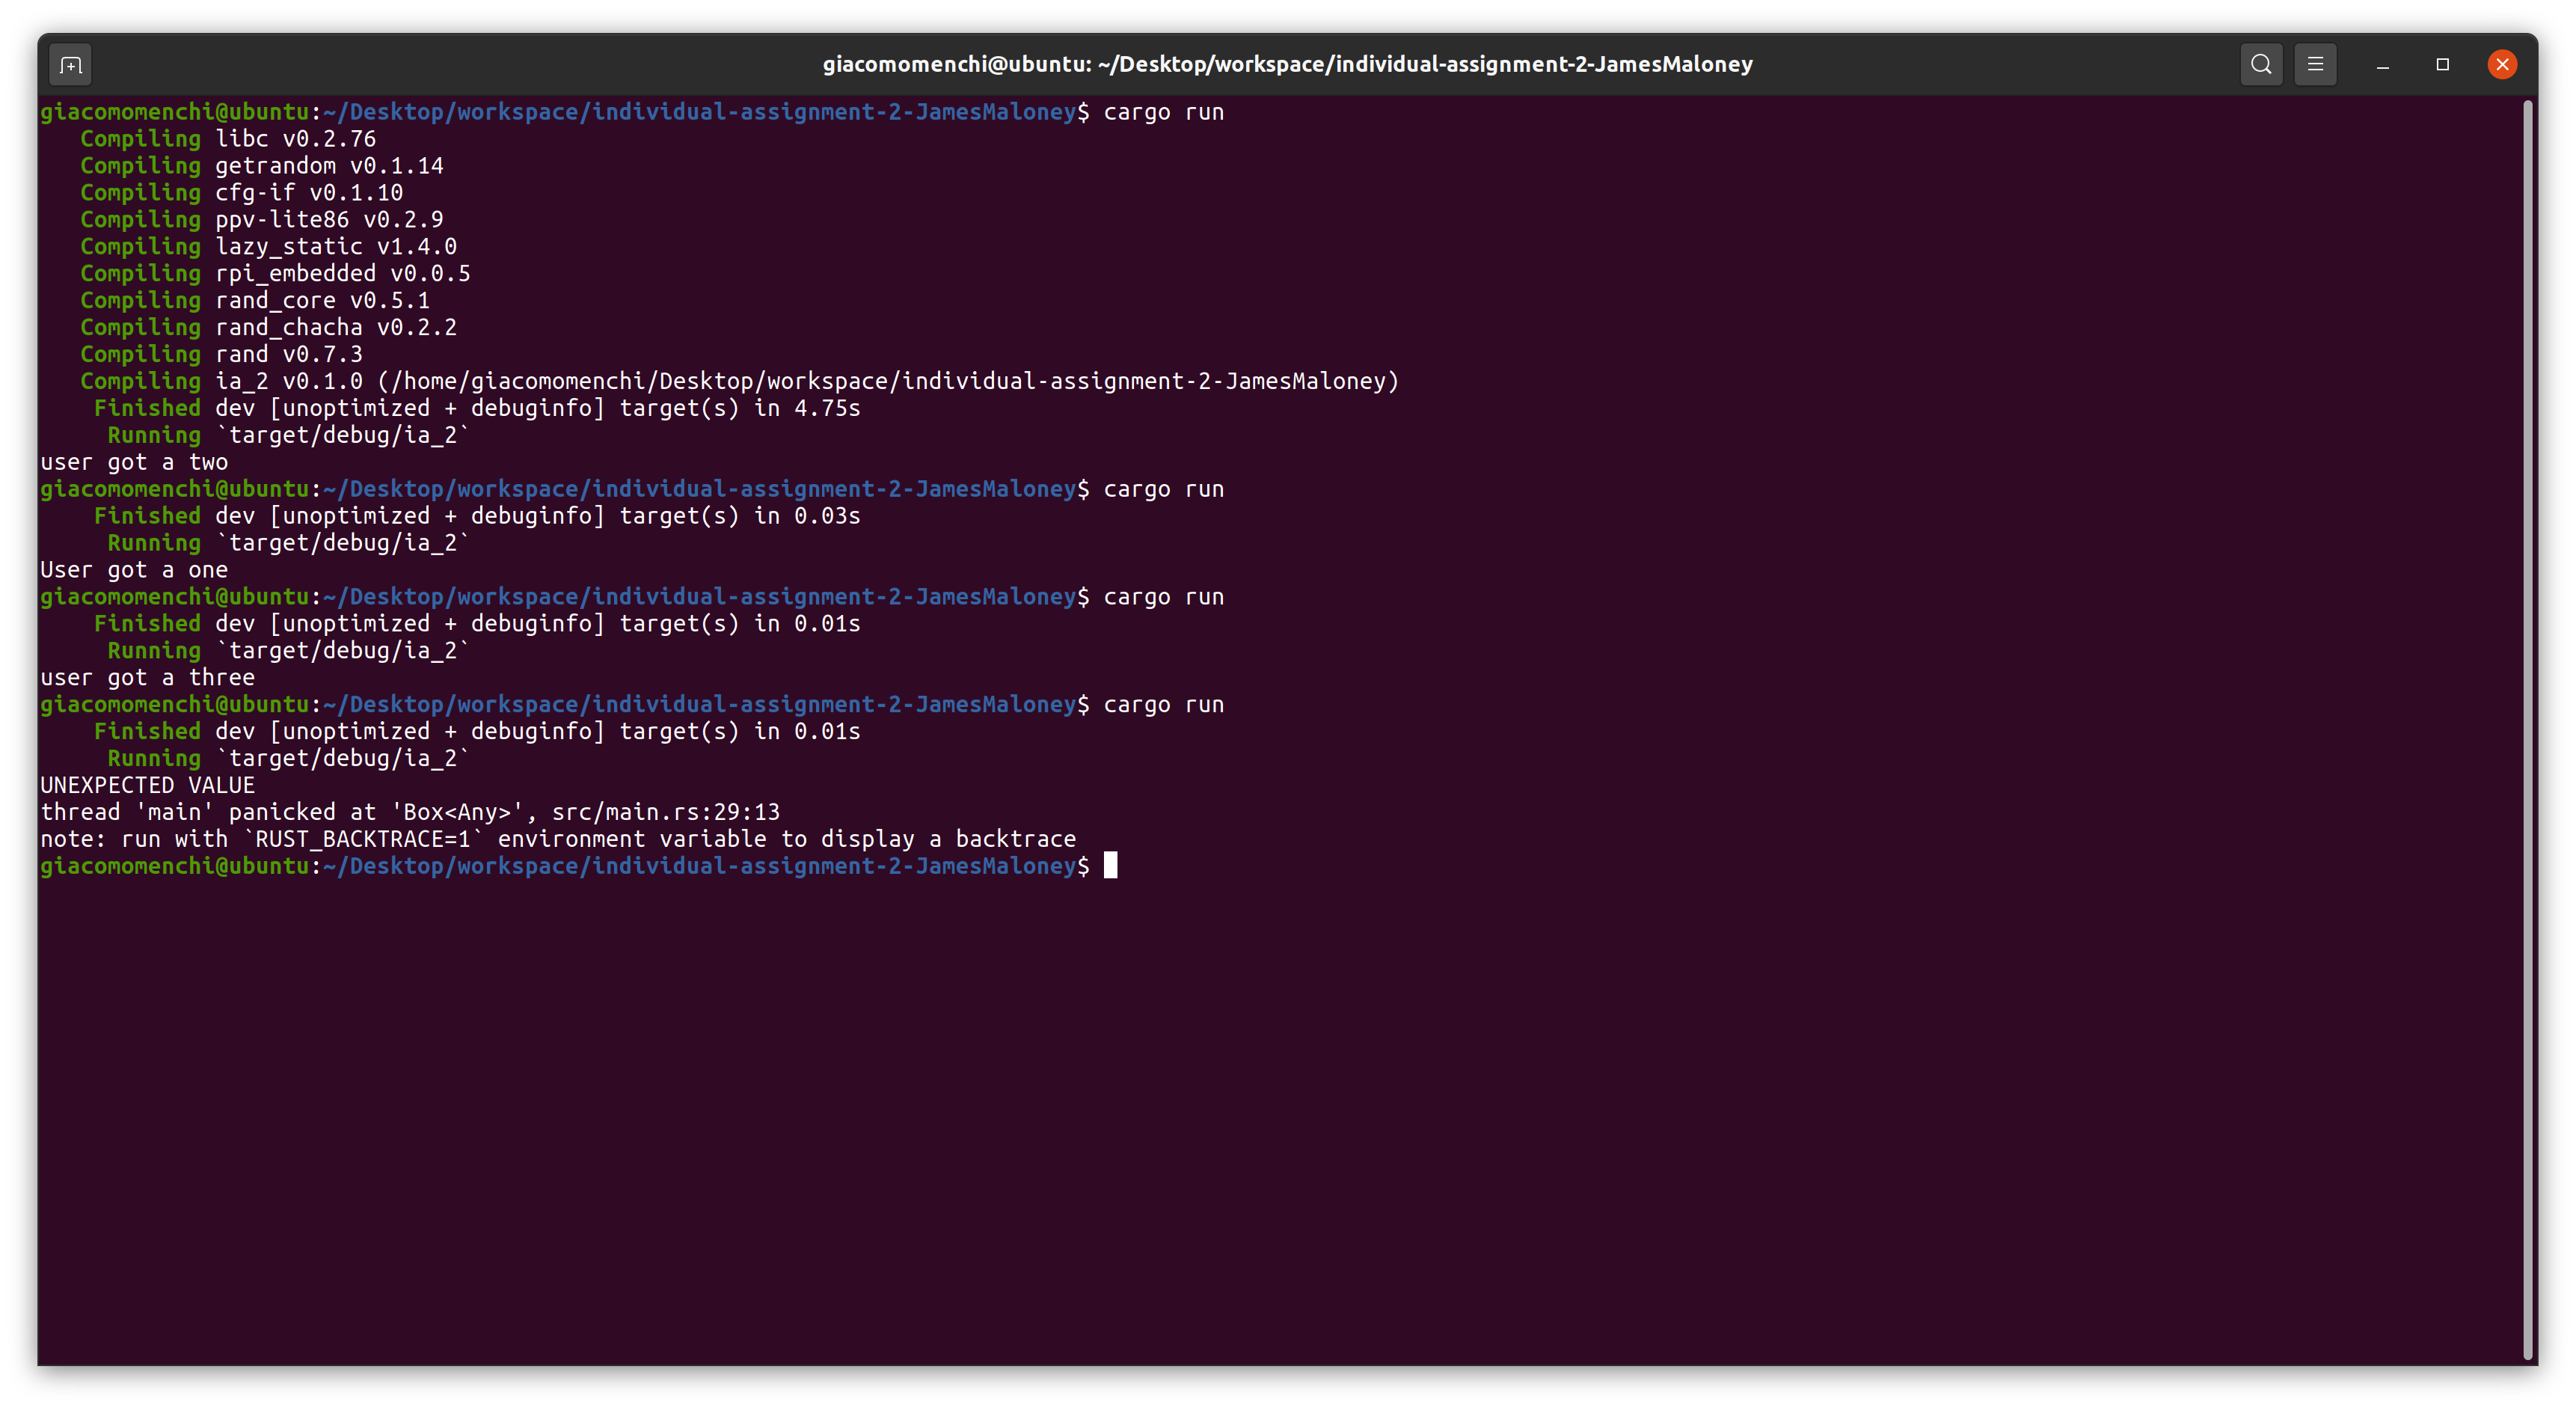 giacomomenchi@ubuntu: ~/Desktop/workspace/individual-assignment-2-JamesMaloney
giacomomenchi@ubuntu:~/Desktop/workspace/individual-assignment-2-JamesMaloney$ cargo run
Compiling libc v0.2.76
Compiling getrandom v0.1.14
Compiling cfg-if v0.1.10
Compiling ppv-lite86 v0.2.9
Compiling lazy_static v1.4.0
Compiling rpi_embedded v0.0.5
Compiling rand_core v0.5.1
Compiling rand_chacha v0.2.2
Compiling rand v0.7.3
Compiling ia_2 v0.1.0 (/home/giacomomenchi/Desktop/workspace/individual-assignment-2-JamesMaloney)
Finished dev [unoptimized + debuginfo] target(s) in 4.75s
Running `target/debug/ia_2`
user got a two
giacomomenchi@ubuntu:~/Desktop/workspace/individual-assignment-2-JamesMaloney$ cargo run
Finished dev [unoptimized + debuginfo] target(s) in 0.03s
Running `target/debug/ia_2`
User got a one
giacomomenchi@ubuntu:~/Desktop/workspace/individual-assignment-2-JamesMaloney$ cargo run
Finished dev [unoptimized + debuginfo] target(s) in 0.01s
Running `target/debug/ia_2`
user got a three
giacomomenchi@ubuntu:~/Desktop/workspace/individual-assignment-2-JamesMaloney$ cargo run
Finished dev [unoptimized + debuginfo] target(s) in 0.01s
Running `target/debug/ia_2`
UNEXPECTED VALUE
thread 'main' panicked at 'Box<Any>', src/main.rs:29:13
note: run with `RUST_BACKTRACE=1` environment variable to display a backtrace
giacomomenchi@ubuntu:~/Desktop/workspace/individual-assignment-2-JamesMaloney$